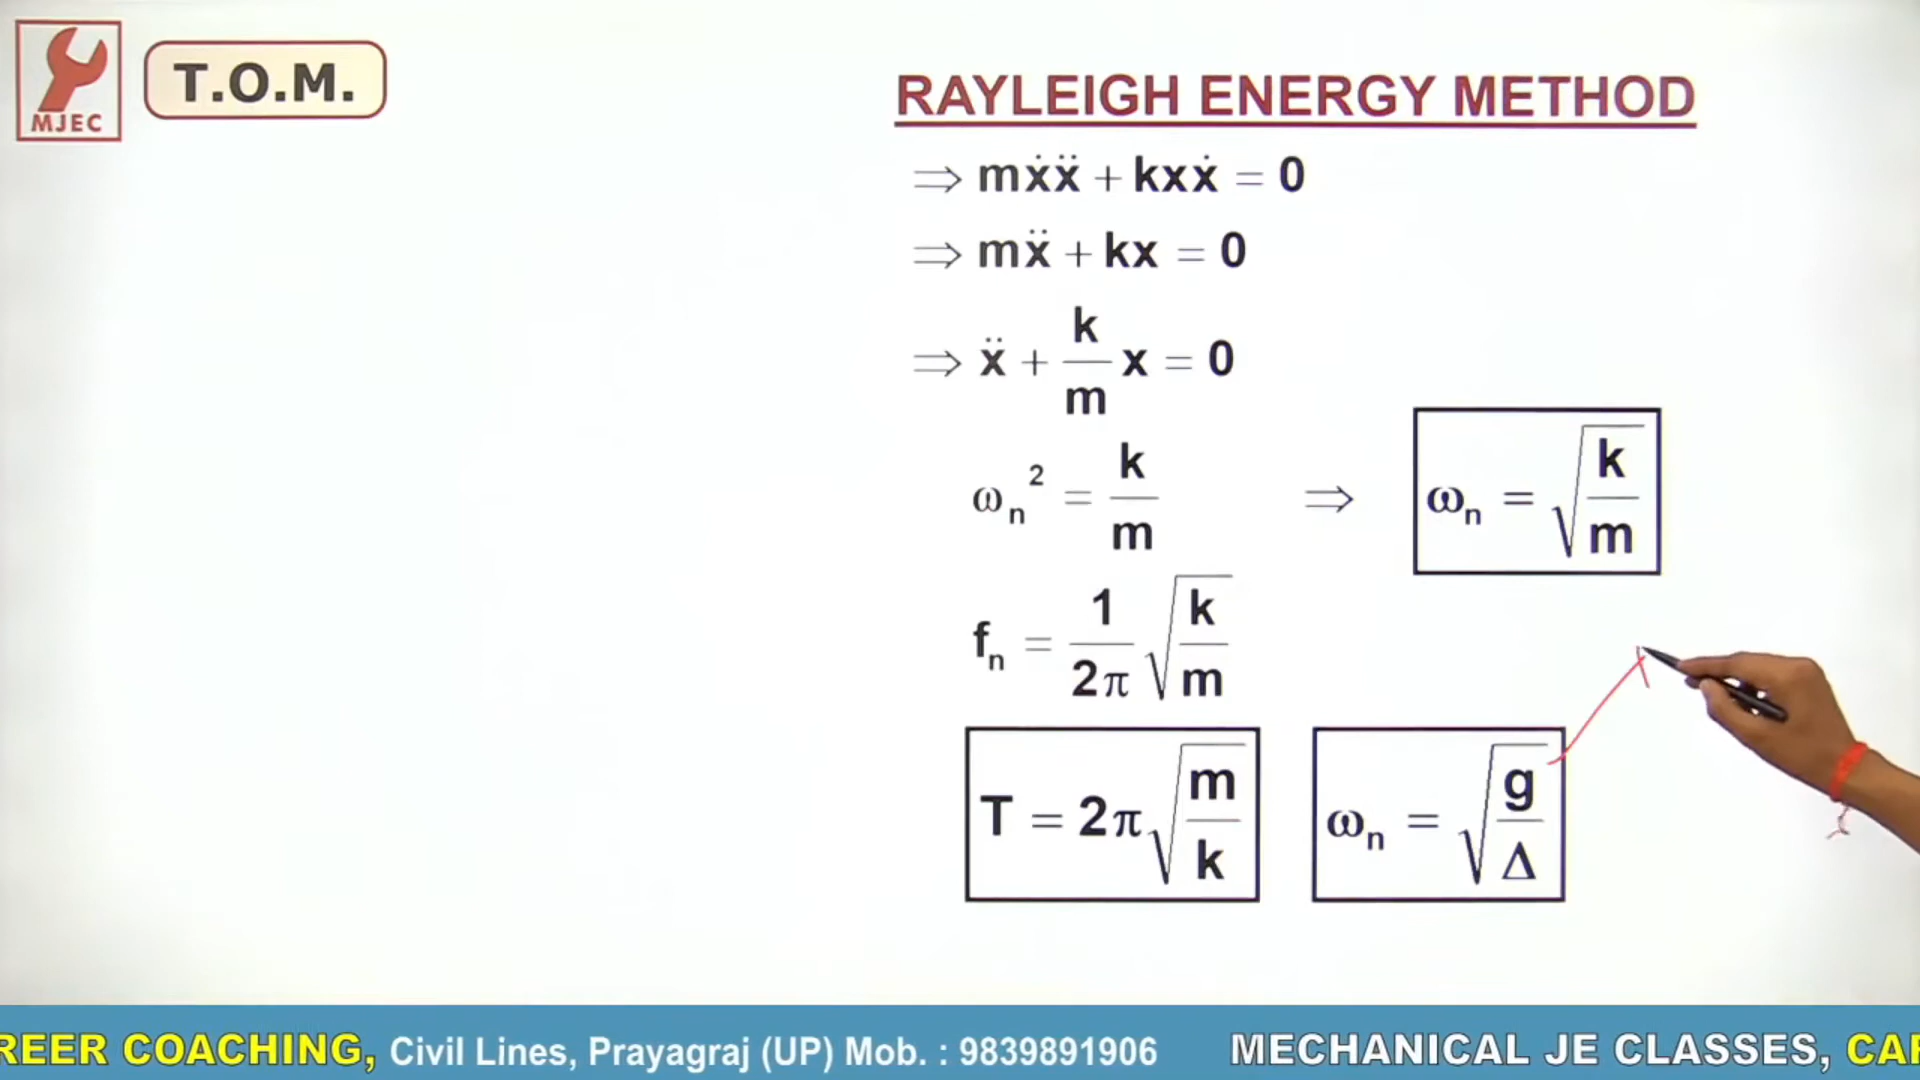 MJEC
T.O.M.
RAYLEIGH ENERGY METHOD
⇒ mẋẍ + kxẋ = 0
⇒ mẍ + kx = 0
⇒ ẍ + k/m x = 0
ωₙ² = k/m ⇒ ωₙ = √(k/m)
fₙ = 1/2π √(k/m)
T = 2π√(m/k) ωₙ = √(g/Δ)
REER COACHING, Civil Lines, Prayagraj (UP) Mob. : 9839891906 MECHANICAL JE CLASSES, CAR